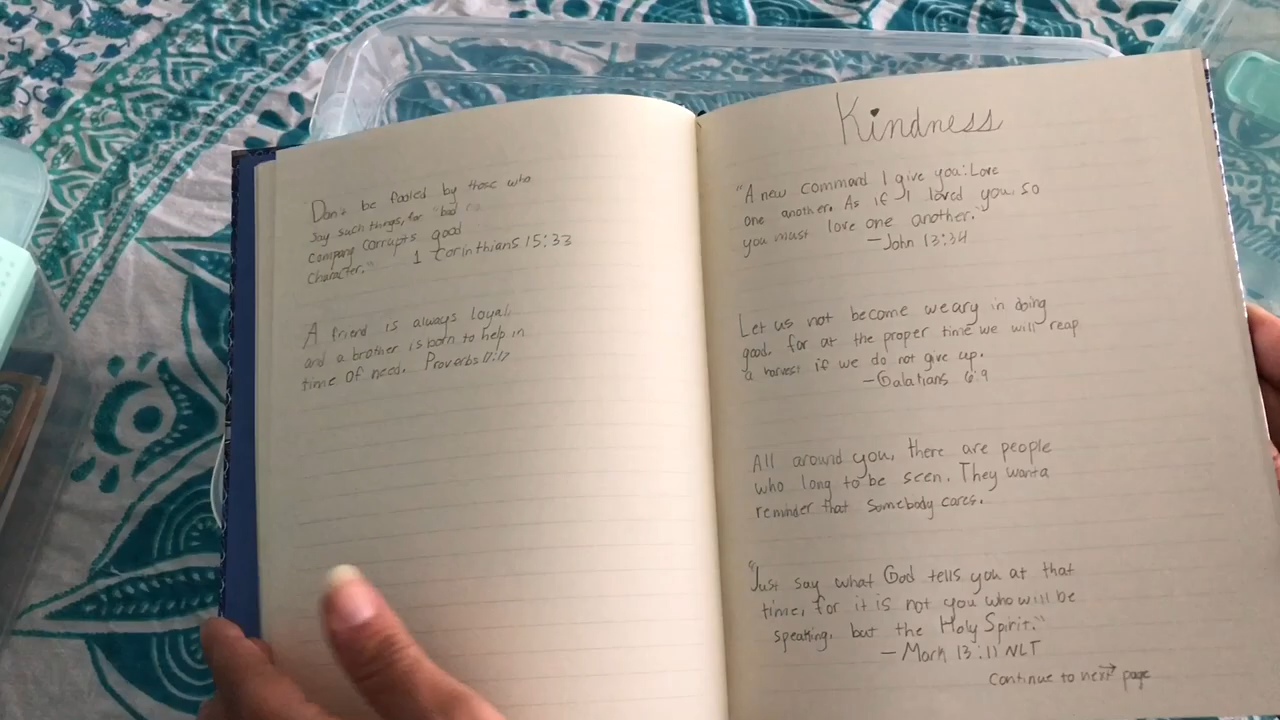 Don't be fooled by those who
say such things, for "bad
company corrupts good
character." 1 Corinthians 15:33
A friend is always loyal,
and a brother is born to help in
time of need. Proverbs 17:17
Kindness
"A new command I give you: Love
one another. As if I loved you, so
you must love one another."
-John 13:34
Let us not become weary in doing
good, for at the proper time we will reap
a harvest if we do not give up.
-Galatians 6:9
All around you, there are people
who long to be seen. They want a
reminder that somebody cares.
"Just say what God tells you at that
time, for it is not you who will be
speaking, but the Holy Spirit."
-Mark 13:11 NLT
Continue to next page